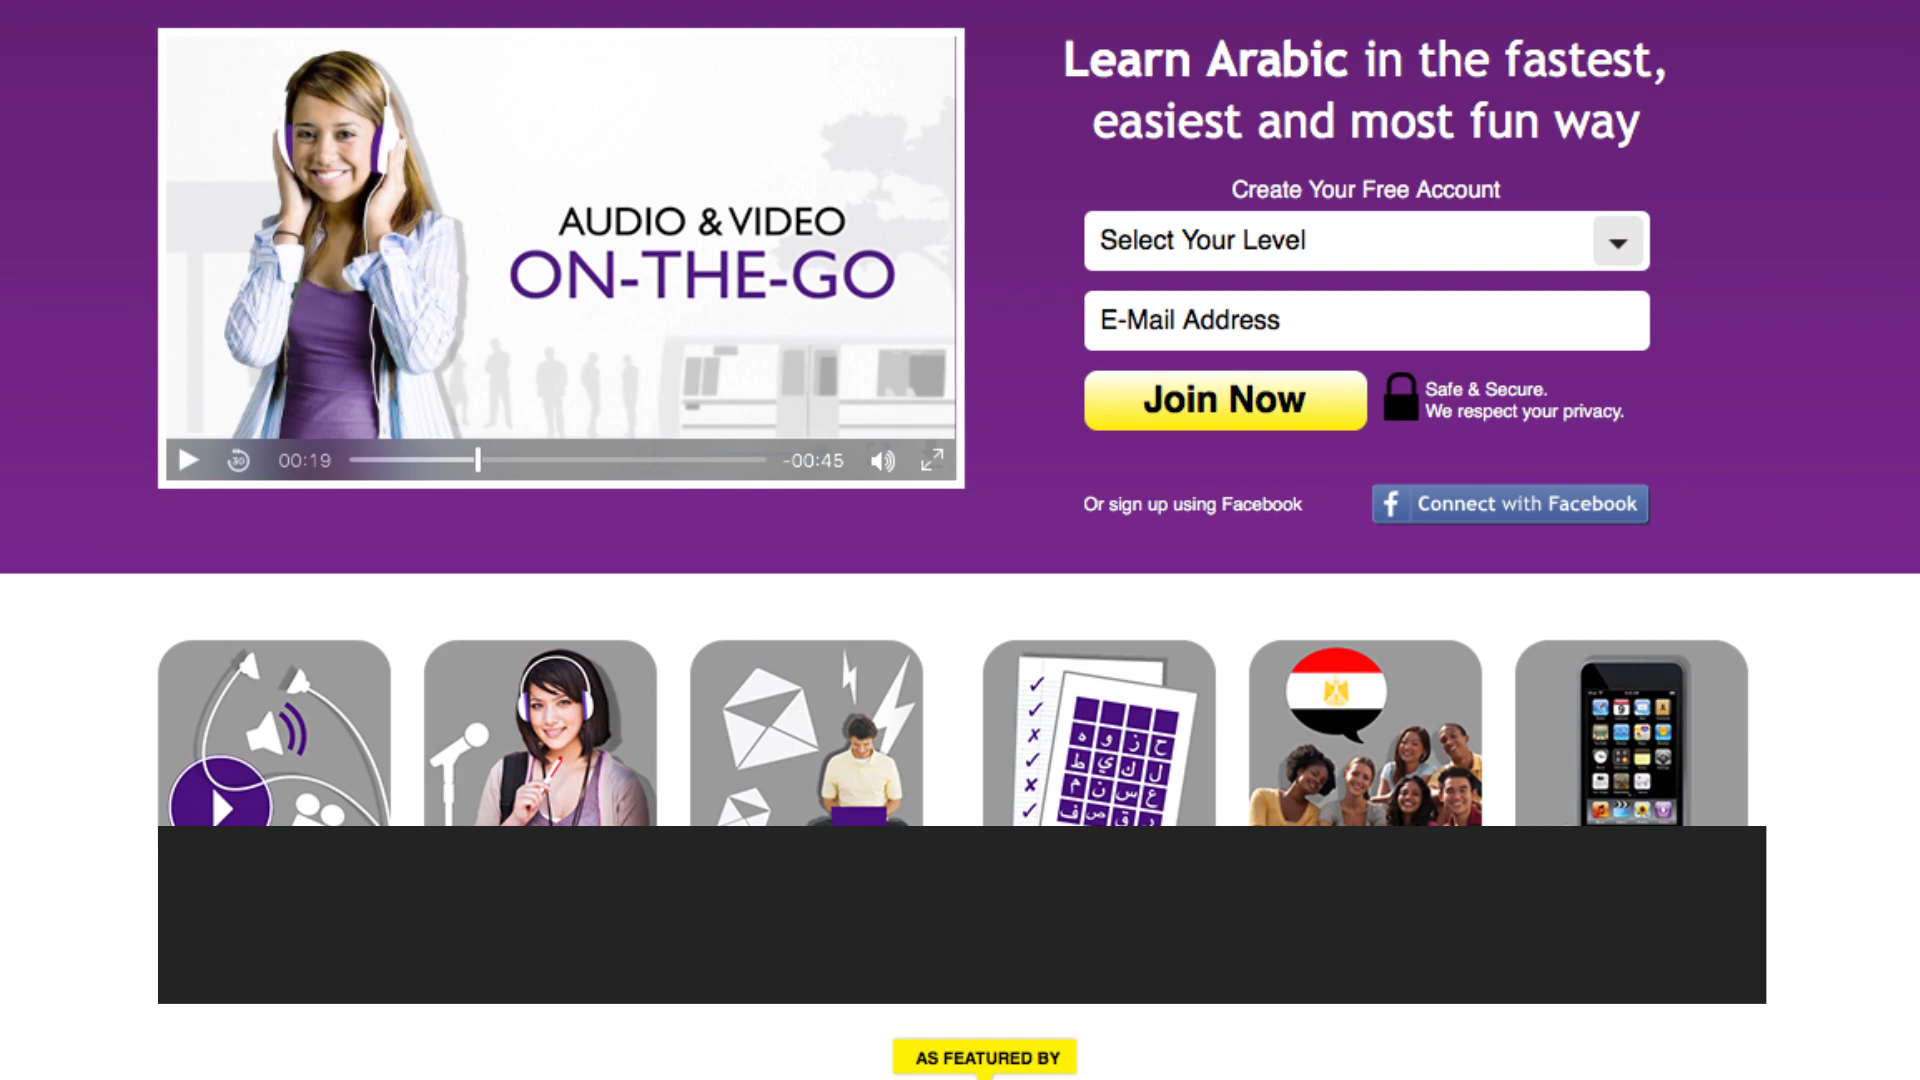 Learn Arabic in the fastest,
easiest and most fun way
Create Your Free Account
Select Your Level
E-Mail Address
Join Now
Safe & Secure.
We respect your privacy.
Or sign up using Facebook
f Connect with Facebook
AUDIO & VIDEO
ON-THE-GO
30 00:19 -00:45
ح ز و ه
ل ك ي ط
ع س ن م
ر ق ص ف
AS FEATURED BY